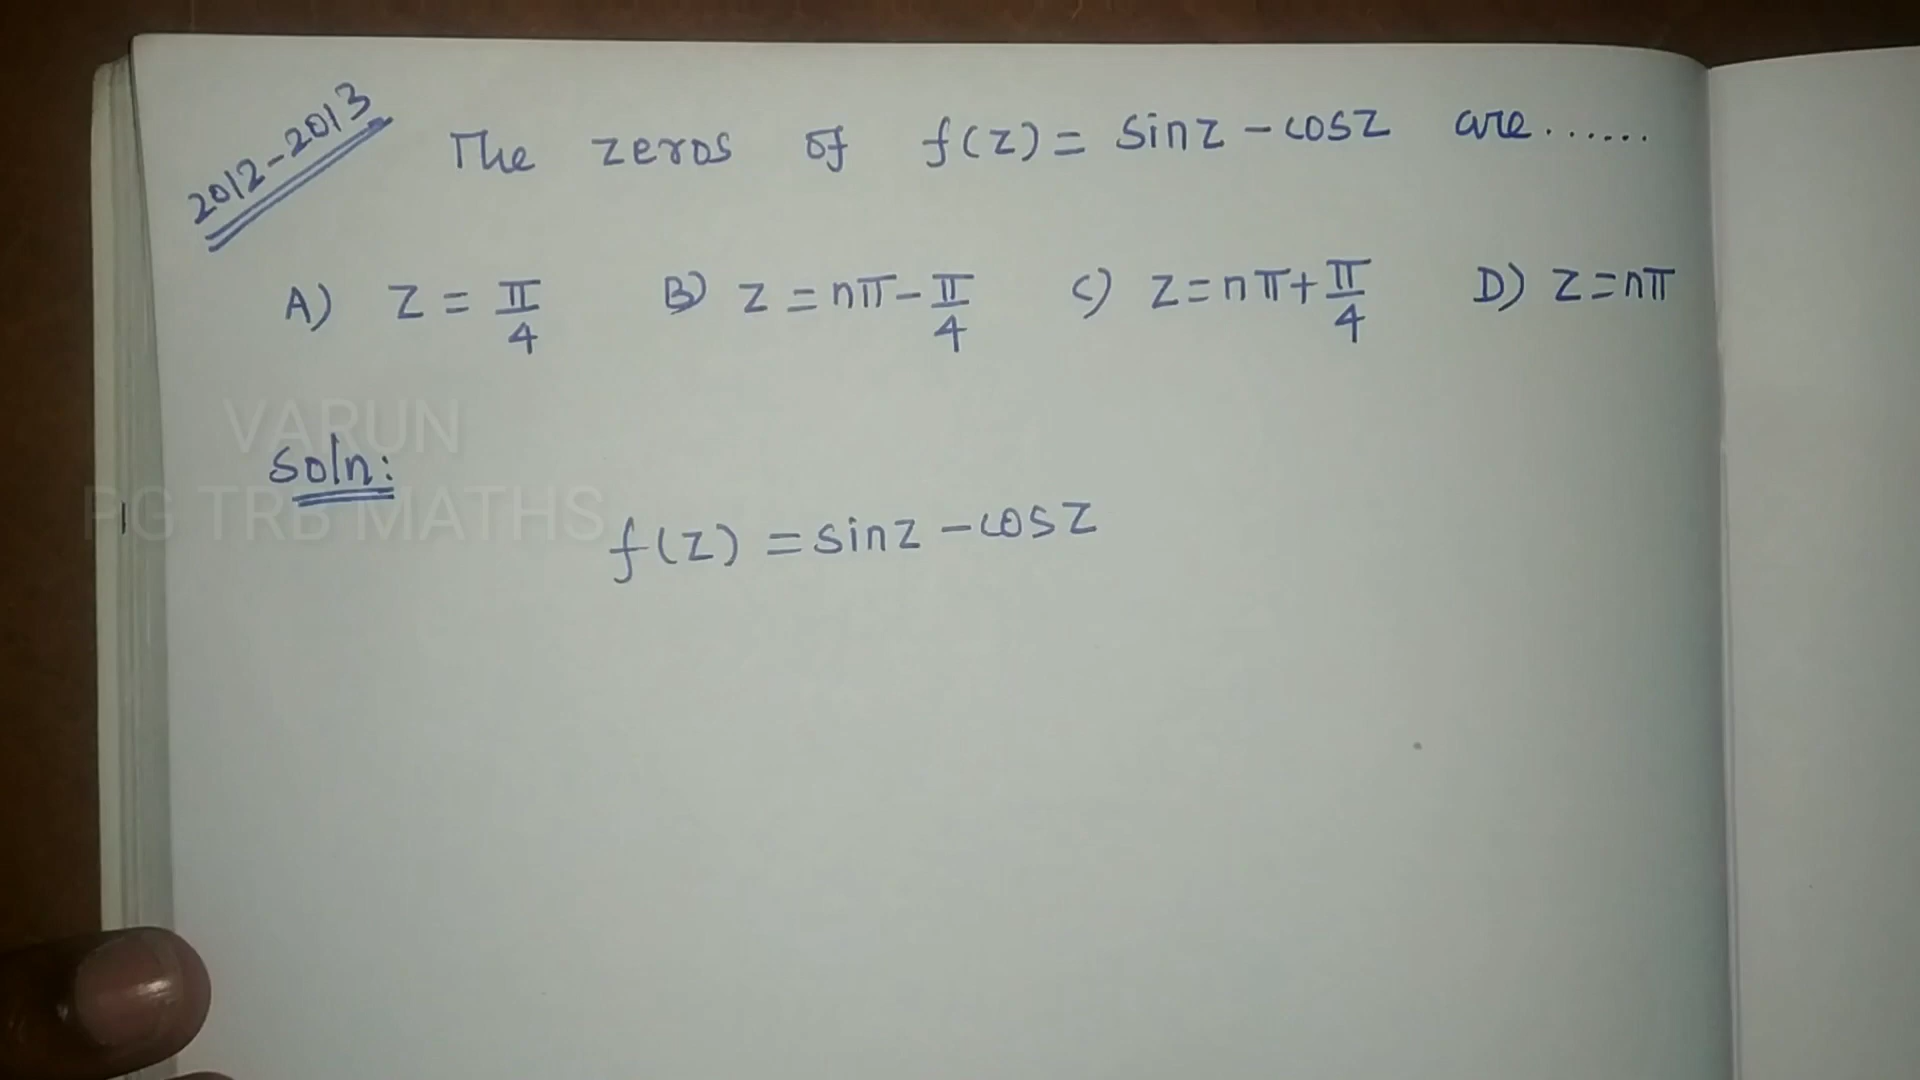 2012-2013
The zeros of f(z) = sinz - cosz are......
A) z = π/4 B) z = nπ - π/4 C) z = nπ + π/4 D) z = nπ
VARUN
Soln:
PG TRB MATHS
f(z) = sinz - cosz